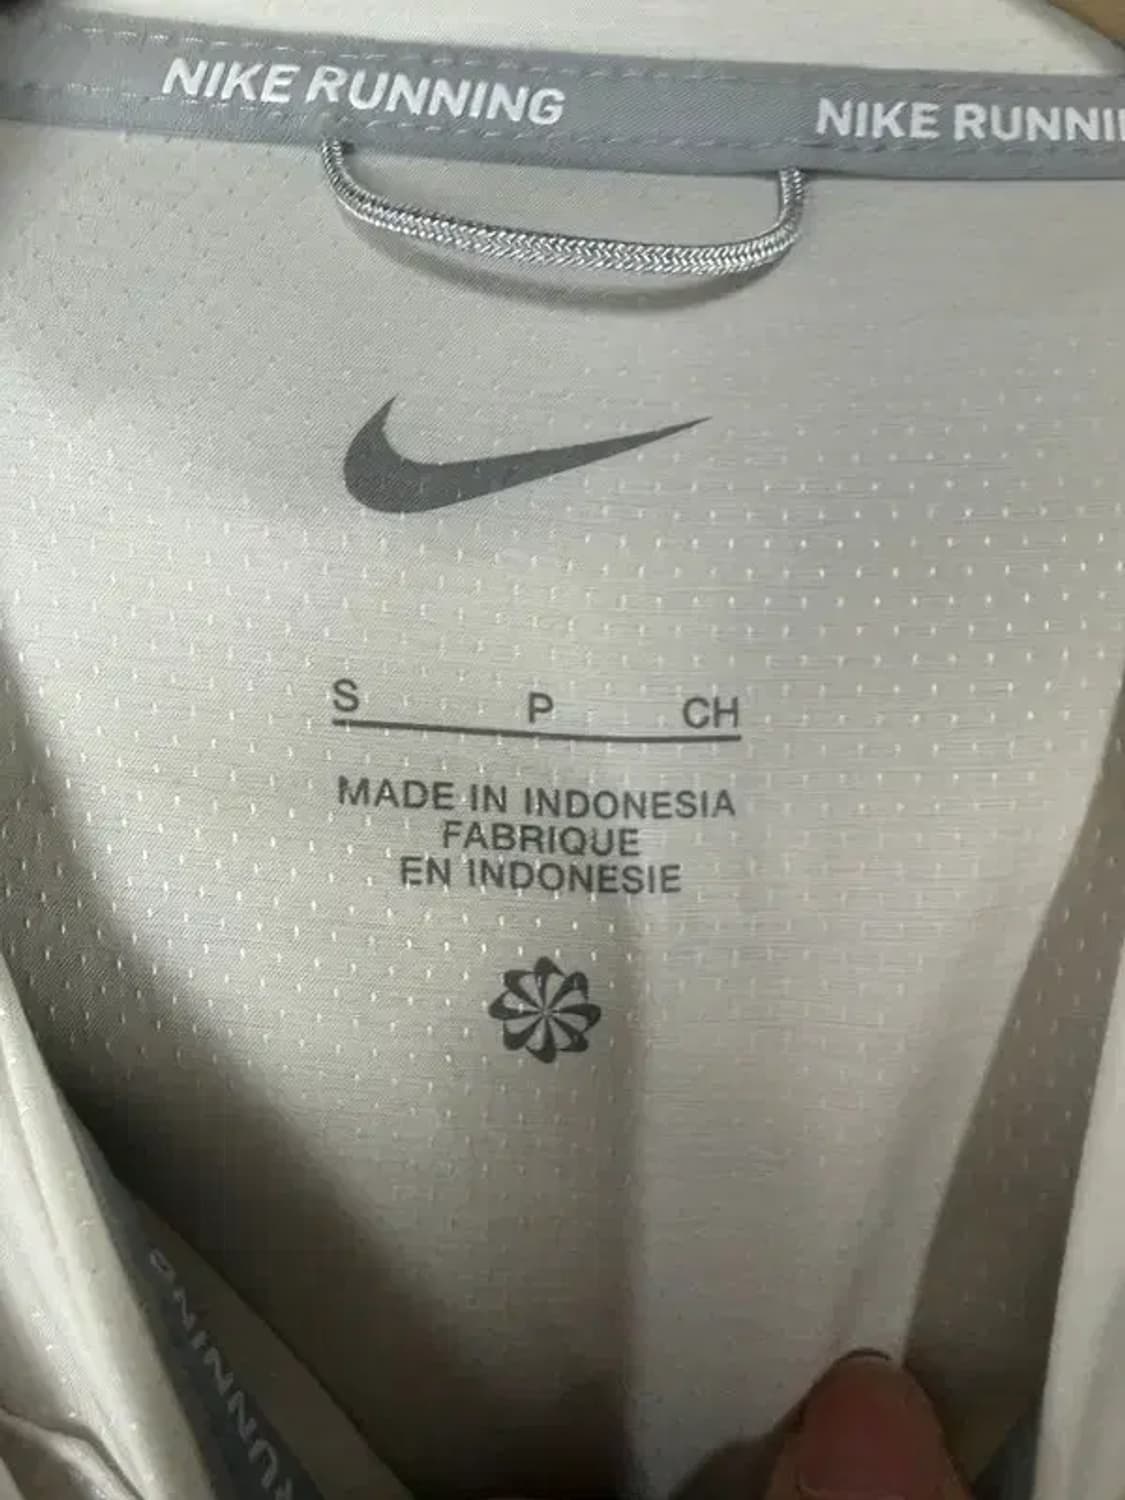 NIKE RUNNING NIKE RUNNI
S P CH
MADE IN INDONESIA
FABRIQUE
EN INDONESIE
RUNNING